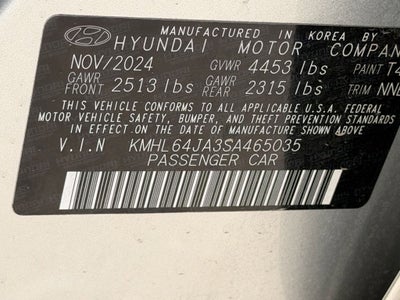 MANUFACTURED IN KOREA BY
HYUNDAI MOTOR COMPAN
NOV/2024 GVWR 4453 lbs PAINT T4
GAWR FRONT 2513 lbs GAWR REAR 2315 lbs TRIM NNB
THIS VEHICLE CONFORMS TO ALL APPLICABLE U.S.A. FEDERAL
MOTOR VEHICLE SAFETY, BUMPER, AND THEFT PREVENTION STANDARDS
IN EFFECT ON THE DATE OF MANUFACTURE SHOWN ABOVE.
V.I.N KMHL64JA3SA465035
PASSENGER CAR